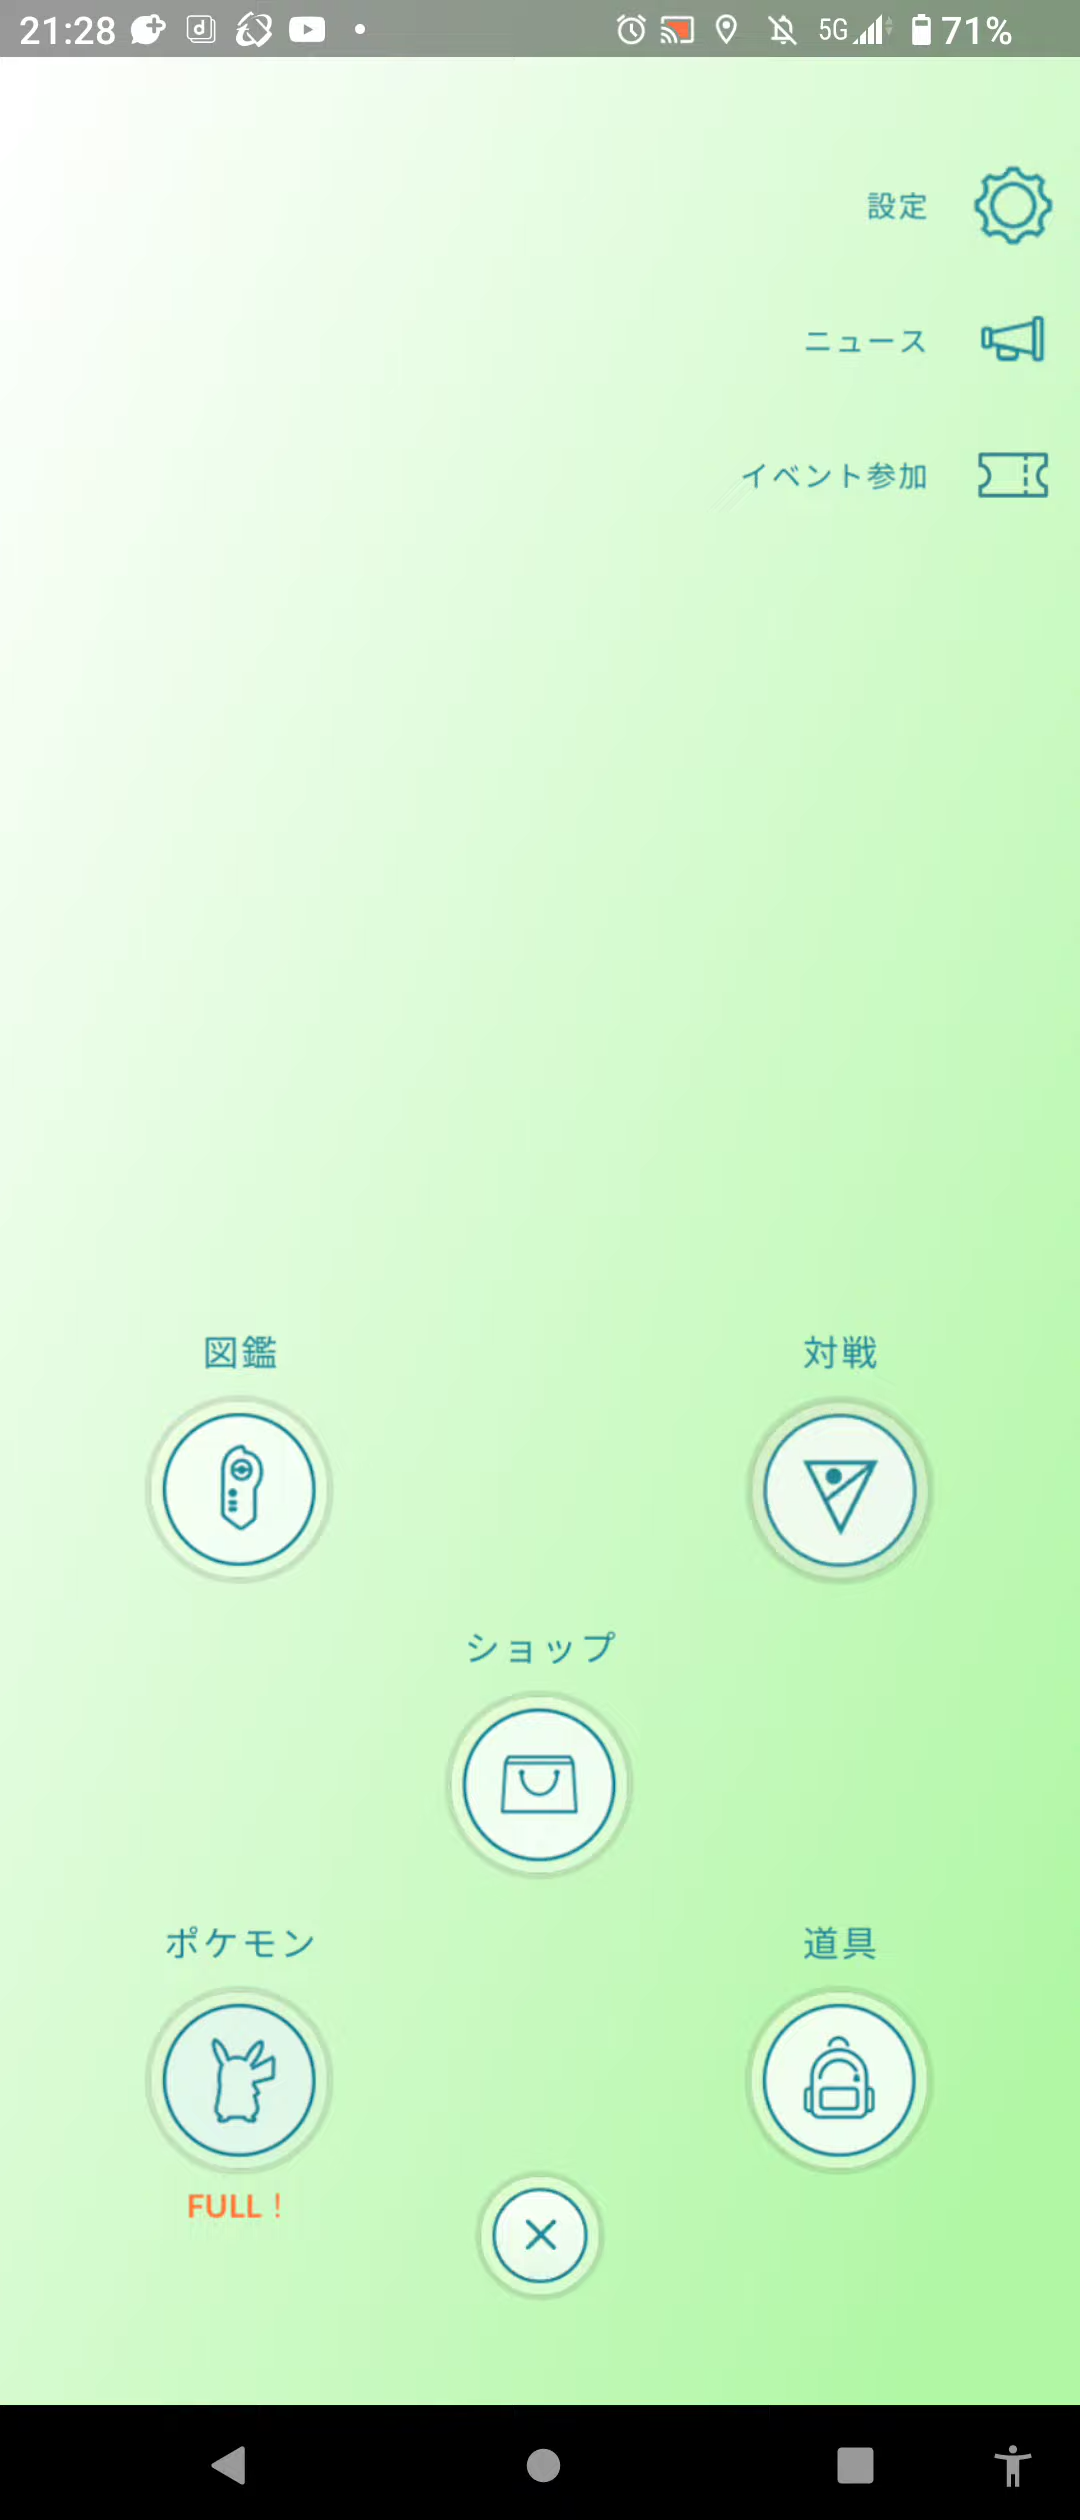 21:28
5G
71%
設定
ニュース
イベント参加
図鑑
対戦
ショップ
ポケモン
道具
FULL！